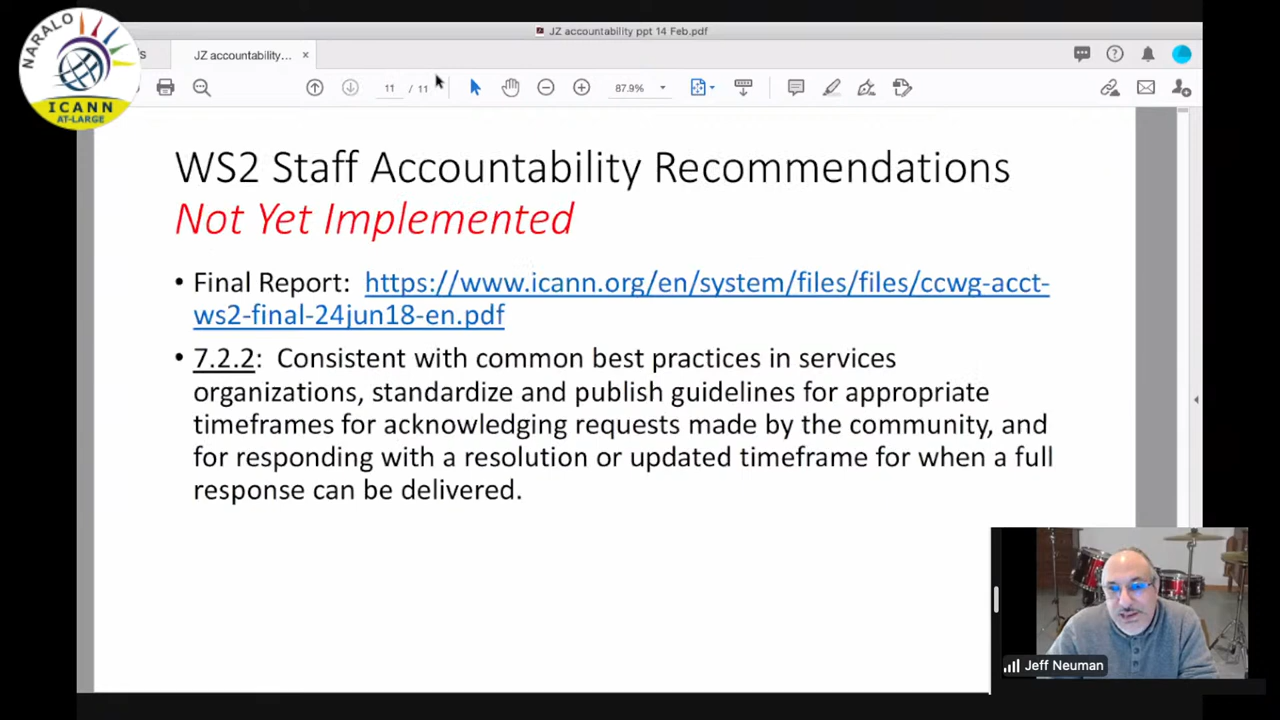 NARALO
ICANN
AT-LARGE
JZ accountability ppt 14 Feb.pdf
JZ accountability... ×
11 / 11
87.9%
WS2 Staff Accountability Recommendations
Not Yet Implemented
• Final Report: https://www.icann.org/en/system/files/files/ccwg-acct-
ws2-final-24jun18-en.pdf
• 7.2.2: Consistent with common best practices in services
organizations, standardize and publish guidelines for appropriate
timeframes for acknowledging requests made by the community, and
for responding with a resolution or updated timeframe for when a full
response can be delivered.
Jeff Neuman